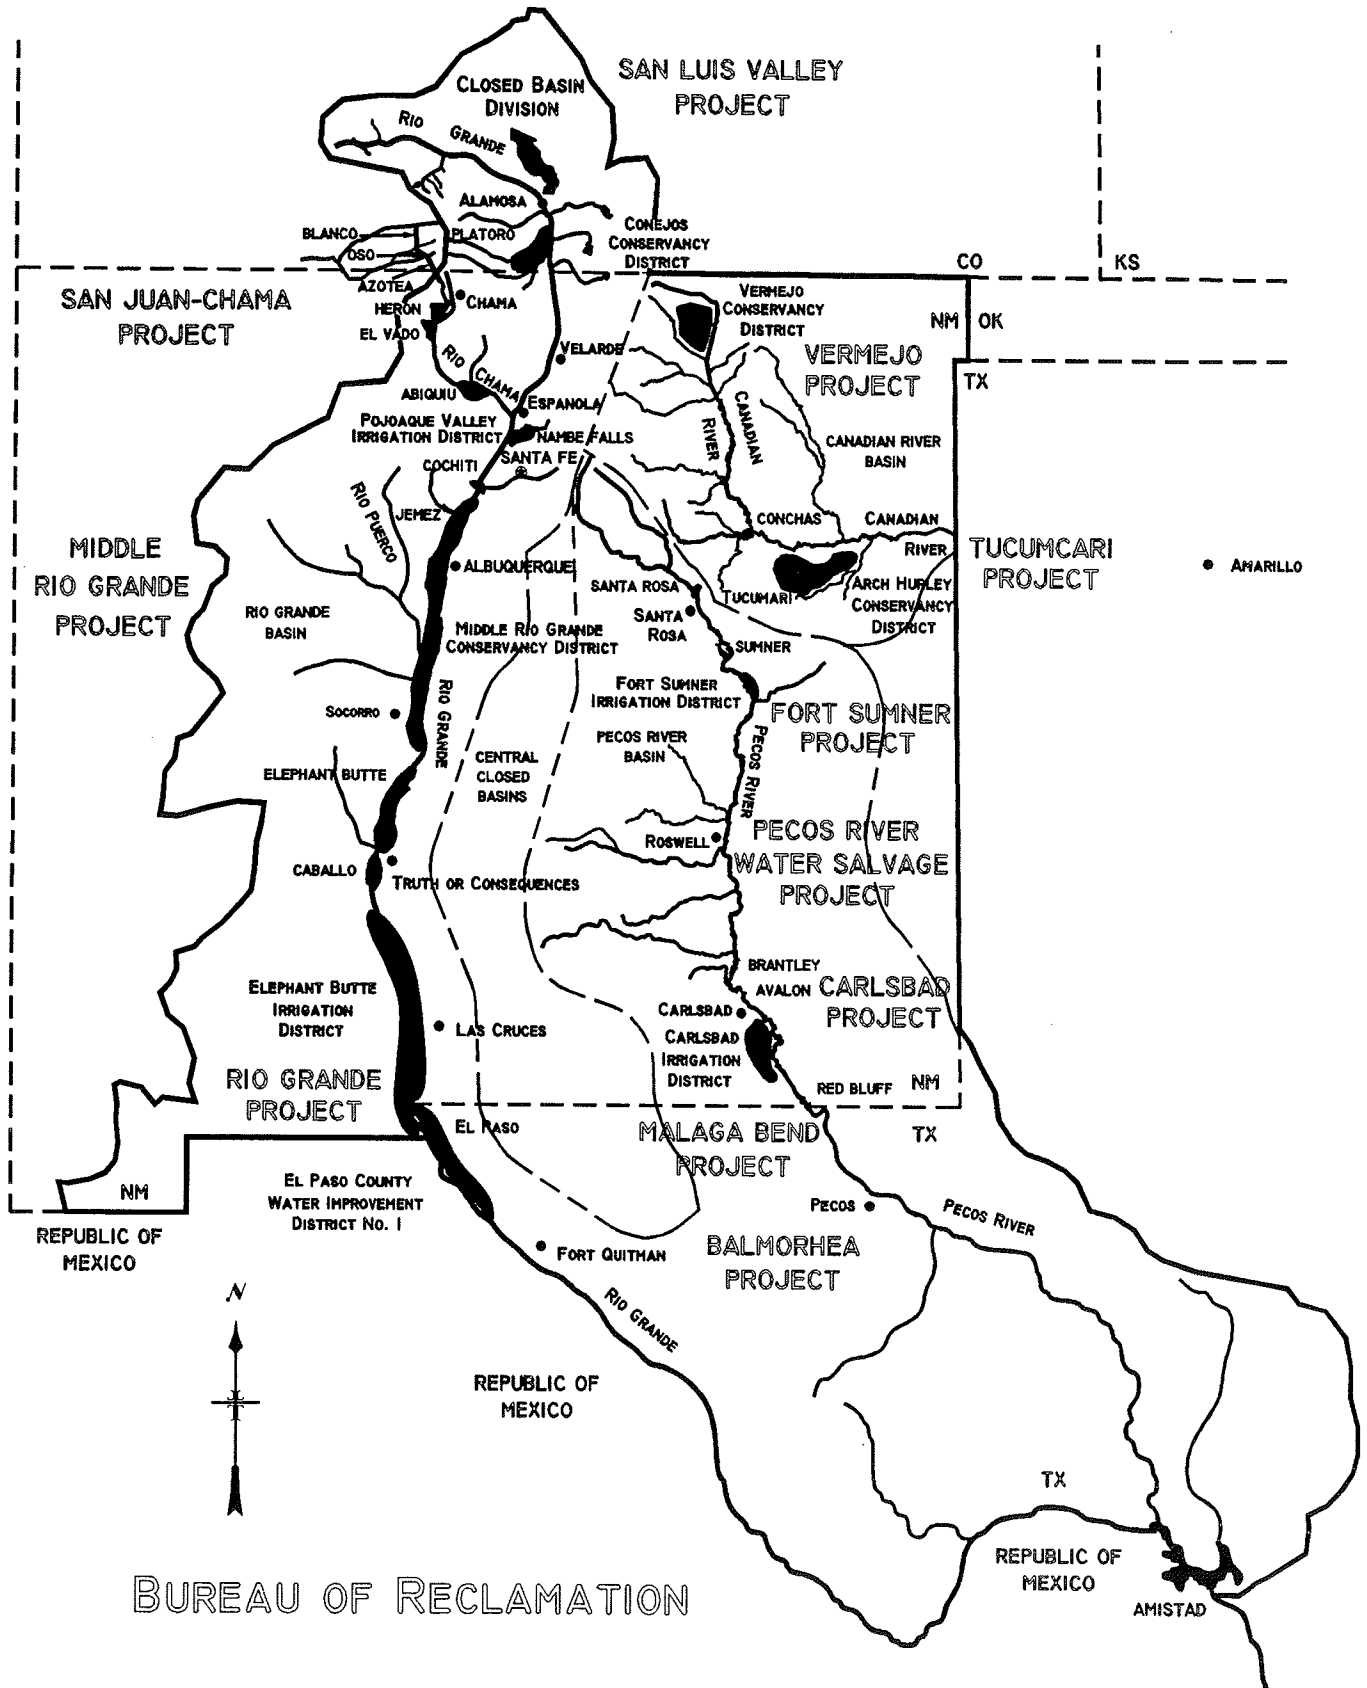 SAN LUIS VALLEY
PROJECT
CLOSED BASIN
DIVISION
RIO
GRANDE
ALAMOSA
CONEJOS
CONSERVANCY
DISTRICT
BLANCO
PLATORO
OSO
AZOTEA
CO
KS
SAN JUAN-CHAMA
PROJECT
HERON
CHAMA
EL VADO
VERMEJO
CONSERVANCY
DISTRICT
NM
OK
VERMEJO
PROJECT
TX
VELARDE
RIO
CHAMA
ABIQUIU
ESPANOLA
POJOAQUE VALLEY
IRRIGATION DISTRICT
NAMBE FALLS
COCHITI
SANTA FE
CANADIAN
RIVER
CANADIAN RIVER
BASIN
RIO PUERCO
JEMEZ
CONCHAS
CANADIAN
RIVER
MIDDLE
RIO GRANDE
PROJECT
TUCUMCARI
PROJECT
AMARILLO
ALBUQUERQUE
SANTA ROSA
TUCUMARI
ARCH HURLEY
CONSERVANCY
DISTRICT
RIO GRANDE
BASIN
SANTA
ROSA
MIDDLE RIO GRANDE
CONSERVANCY DISTRICT
SUMNER
FORT SUMNER
IRRIGATION DISTRICT
FORT SUMNER
PROJECT
SOCORRO
RIO GRANDE
PECOS RIVER
BASIN
PECOS RIVER
ELEPHANT BUTTE
CENTRAL
CLOSED
BASINS
ROSWELL
PECOS RIVER
WATER SALVAGE
PROJECT
CABALLO
TRUTH OR CONSEQUENCES
BRANTLEY
AVALON
CARLSBAD
PROJECT
ELEPHANT BUTTE
IRRIGATION
DISTRICT
LAS CRUCES
CARLSBAD
CARLSBAD
IRRIGATION
DISTRICT
RED BLUFF
NM
RIO GRANDE
PROJECT
EL PASO
MALAGA BEND
PROJECT
TX
EL PASO COUNTY
WATER IMPROVEMENT
DISTRICT NO. 1
NM
REPUBLIC OF
MEXICO
PECOS
PECOS RIVER
FORT QUITMAN
BALMORHEA
PROJECT
N
RIO GRANDE
REPUBLIC OF
MEXICO
TX
REPUBLIC OF
MEXICO
AMISTAD
BUREAU OF RECLAMATION